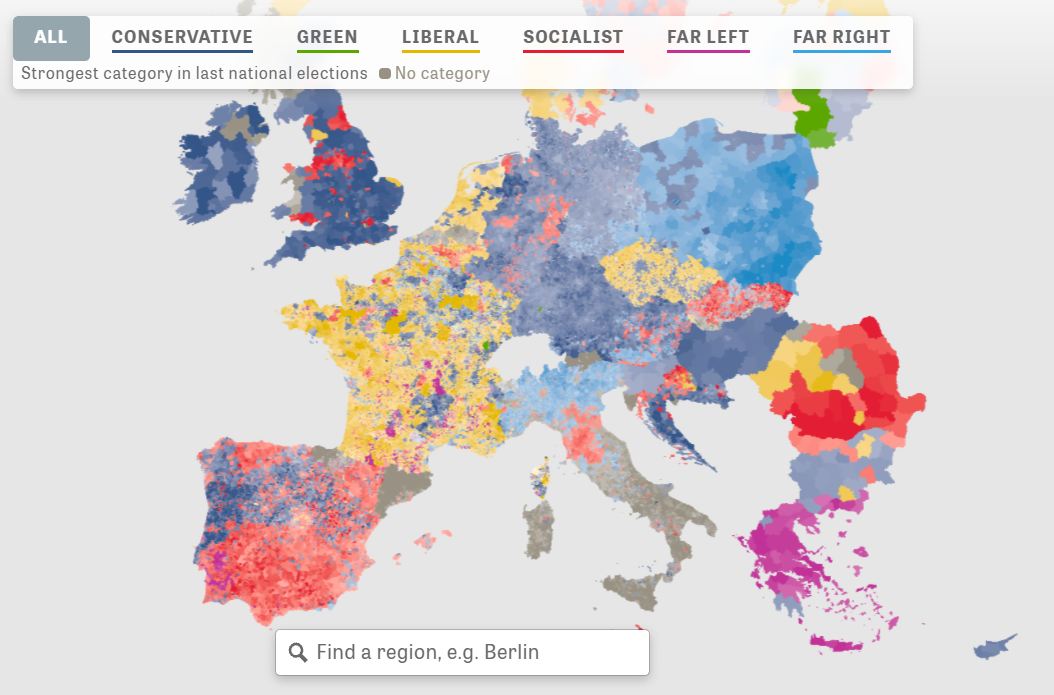 ALL CONSERVATIVE GREEN LIBERAL SOCIALIST FAR LEFT FAR RIGHT
Strongest category in last national elections No category
Find a region, e.g. Berlin